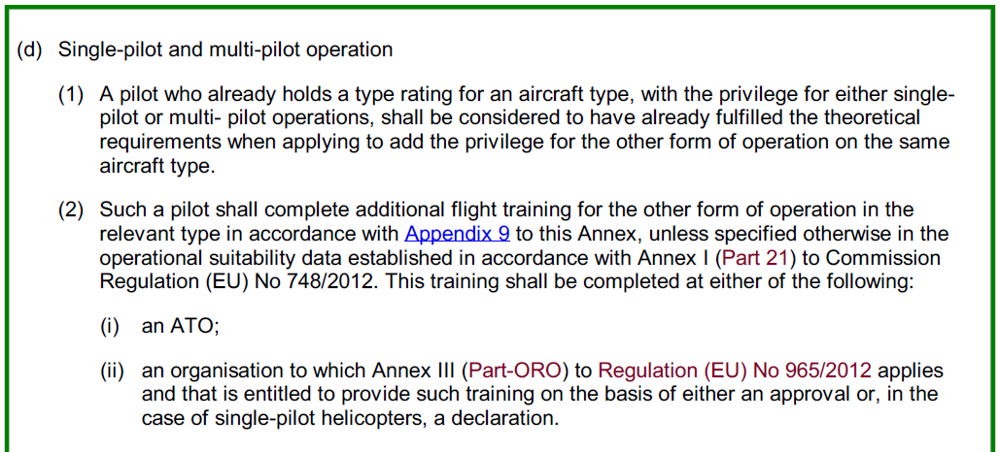 (d) Single-pilot and multi-pilot operation
(1) A pilot who already holds a type rating for an aircraft type, with the privilege for either single-
pilot or multi- pilot operations, shall be considered to have already fulfilled the theoretical
requirements when applying to add the privilege for the other form of operation on the same
aircraft type.
(2) Such a pilot shall complete additional flight training for the other form of operation in the
relevant type in accordance with Appendix 9 to this Annex, unless specified otherwise in the
operational suitability data established in accordance with Annex I (Part 21) to Commission
Regulation (EU) No 748/2012. This training shall be completed at either of the following:
(i) an ATO;
(ii) an organisation to which Annex III (Part-ORO) to Regulation (EU) No 965/2012 applies
and that is entitled to provide such training on the basis of either an approval or, in the
case of single-pilot helicopters, a declaration.